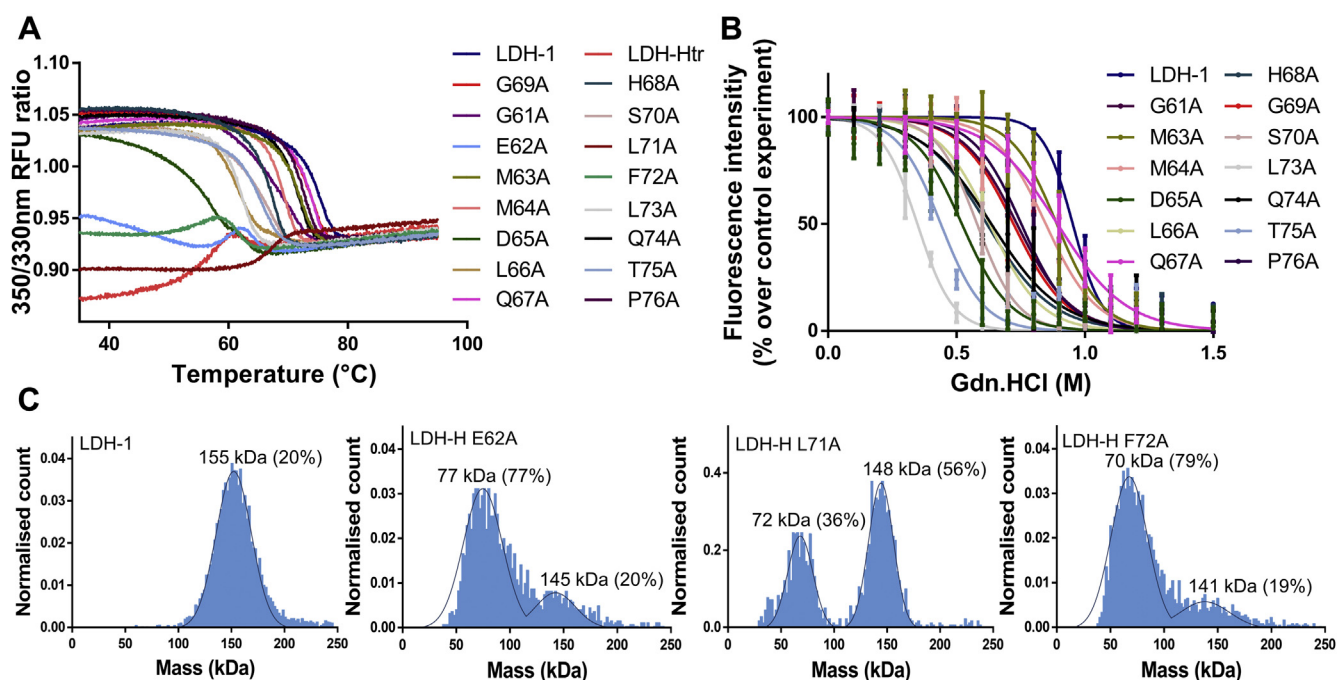 A
350/330nm RFU ratio
1.10
1.05
1.00
0.95
0.90
40
60
80
100
Temperature (°C)
LDH-1
G69A
G61A
E62A
M63A
M64A
D65A
L66A
Q67A
LDH-Htr
H68A
S70A
L71A
F72A
L73A
Q74A
T75A
P76A
B
Fluorescence intensitiy
(% over control experiment)
100
50
0
0.0
0.5
1.0
1.5
Gdn.HCl (M)
LDH-1
G61A
M63A
M64A
D65A
L66A
Q67A
H68A
G69A
S70A
L73A
Q74A
T75A
P76A
C
Normalised count
0.04
0.03
0.02
0.01
0.00
LDH-1
155 kDa (20%)
0
50
100
150
200
250
Mass (kDa)
Normalised count
0.04
0.03
0.02
0.01
0.00
LDH-H E62A
77 kDa (77%)
145 kDa (20%)
0
50
100
150
200
250
Mass (kDa)
Normalised count
0.4
0.2
0.0
LDH-H L71A
72 kDa (36%)
148 kDa (56%)
0
50
100
150
200
250
Mass (kDa)
Normalised count
0.04
0.03
0.02
0.01
0.00
LDH-H F72A
70 kDa (79%)
141 kDa (19%)
0
50
100
150
200
250
Mass (kDa)